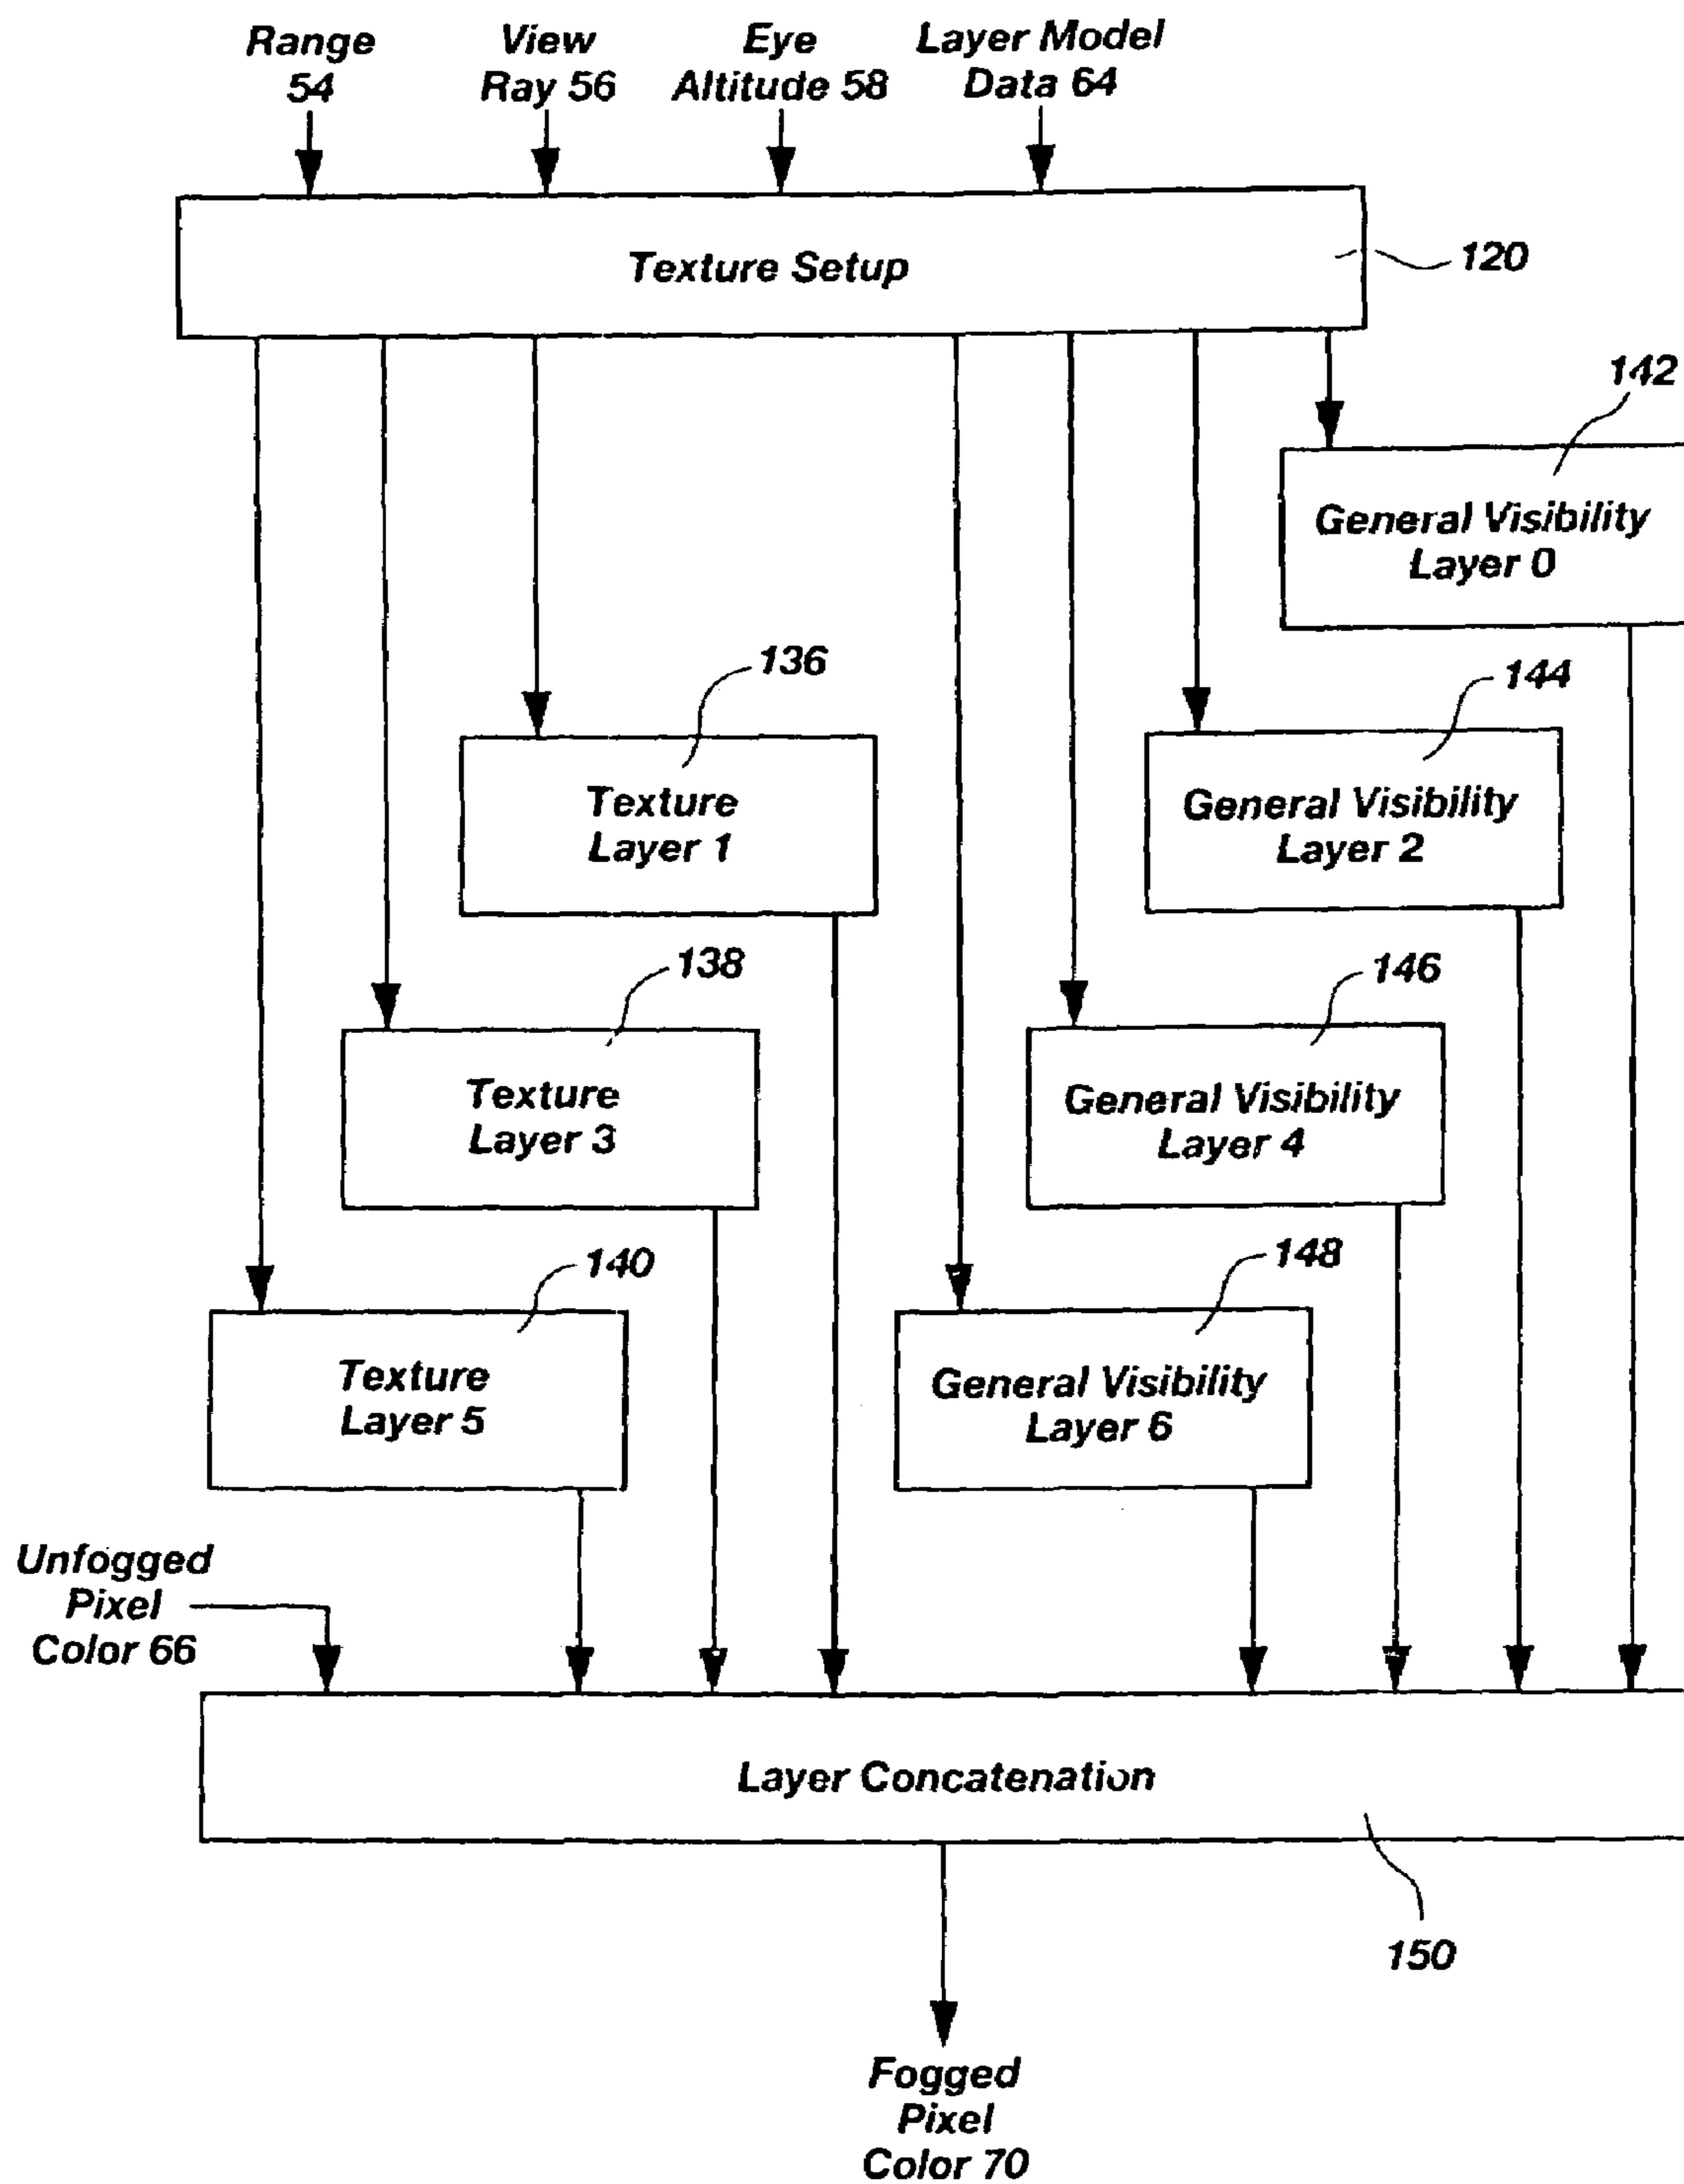 Range
54
View
Ray 56
Eye
Altitude 58
Layer Model
Data 64
Texture Setup
120
142
General Visibility
Layer 0
136
144
Texture
Layer 1
General Visibility
Layer 2
138
146
Texture
Layer 3
General Visibility
Layer 4
140
148
Texture
Layer 5
General Visibility
Layer 6
Unfogged
Pixel
Color 66
Layer Concatenation
150
Fogged
Pixel
Color 70